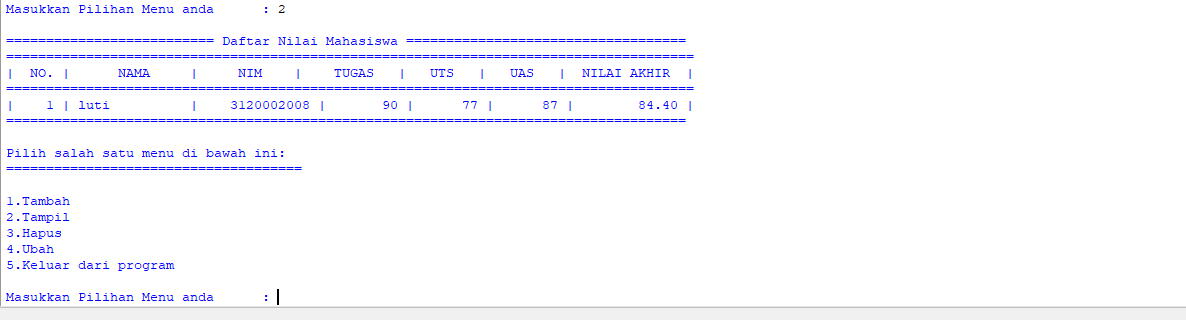 Masukkan Pilihan Menu anda      : 2
========================== Daftar Nilai Mahasiswa ===================================
======================================================================================
|  NO. |      NAMA     |     NIM    |    TUGAS   |   UTS   |   UAS   |  NILAI AKHIR  |
======================================================================================
|    1 | luti          |    3120002008 |       90 |      77 |      87 |        84.40 |
=====================================================================================
Pilih salah satu menu di bawah ini:
=====================================
1.Tambah
2.Tampil
3.Hapus
4.Ubah
5.Keluar dari program
Masukkan Pilihan Menu anda      :